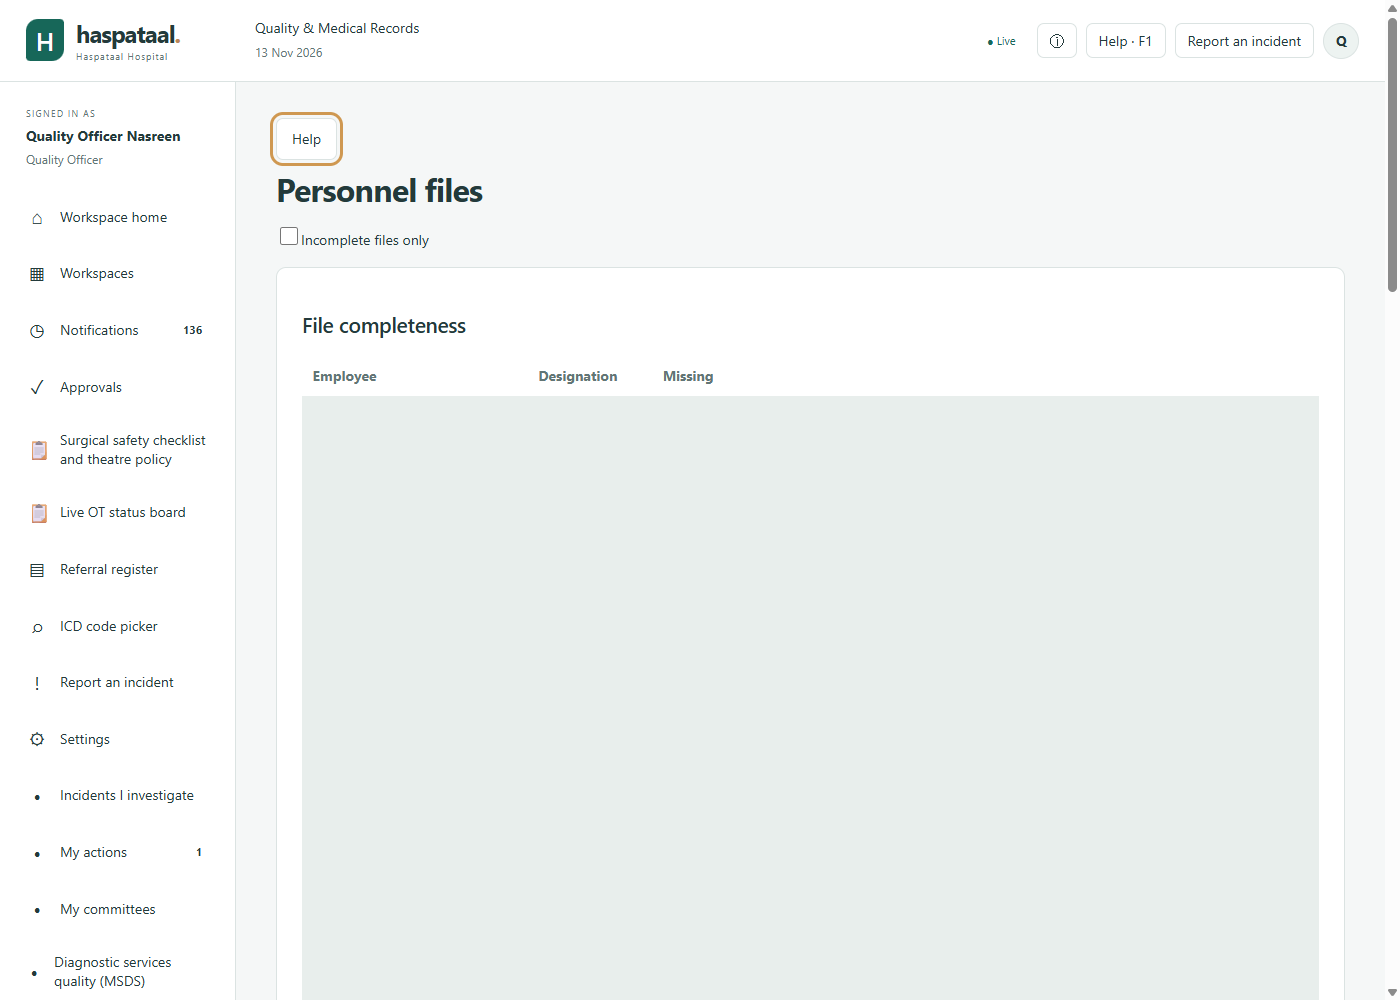 H
haspataal.
Haspataal Hospital
Quality & Medical Records
13 Nov 2026
Live
Help · F1
Report an incident
Q
SIGNED IN AS
Quality Officer Nasreen
Quality Officer
Workspace home
Workspaces
Notifications 136
Approvals
Surgical safety checklist
and theatre policy
Live OT status board
Referral register
ICD code picker
Report an incident
Settings
Incidents I investigate
My actions 1
My committees
Diagnostic services
quality (MSDS)
Help
Personnel files
Incomplete files only
File completeness
Employee Designation Missing